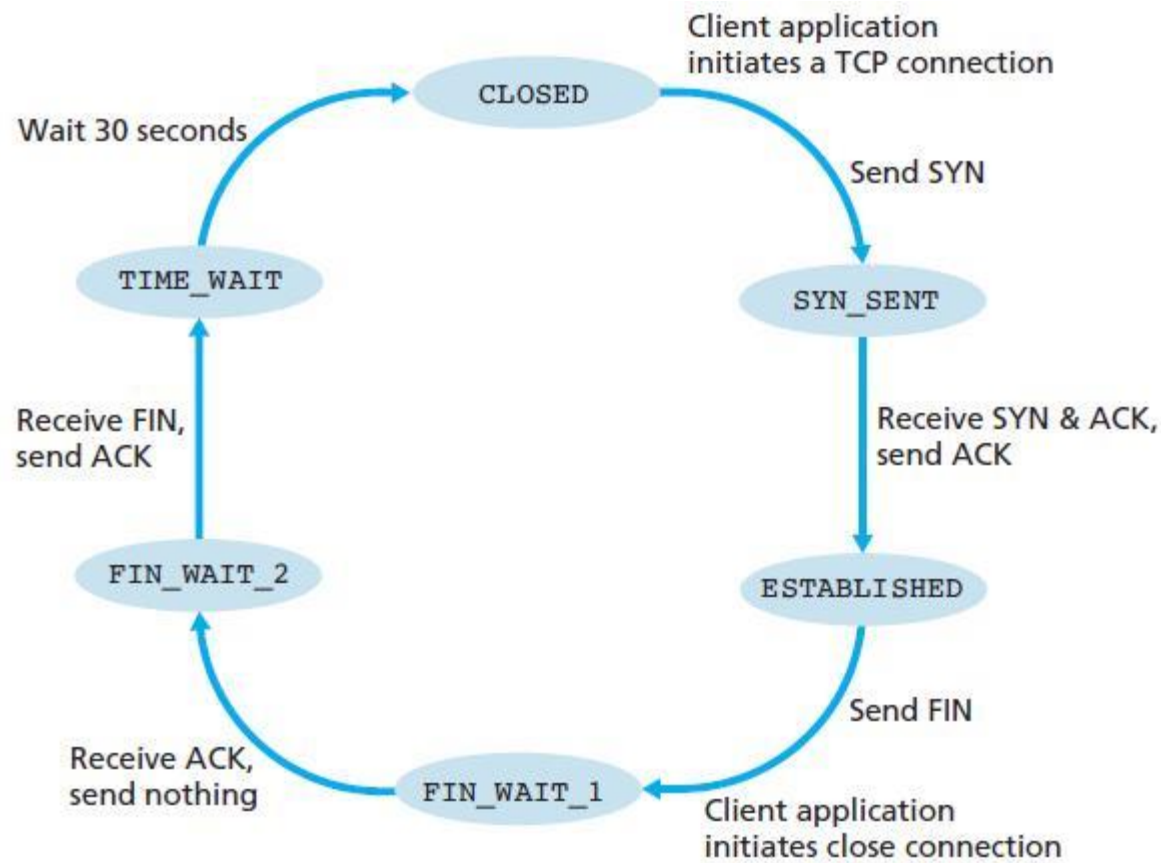 Client application
initiates a TCP connection
CLOSED
Wait 30 seconds
Send SYN
TIME_WAIT
SYN_SENT
Receive FIN,
send ACK
Receive SYN & ACK,
send ACK
FIN_WAIT_2
ESTABLISHED
Send FIN
Receive ACK,
send nothing
FIN_WAIT_1
Client application
initiates close connection